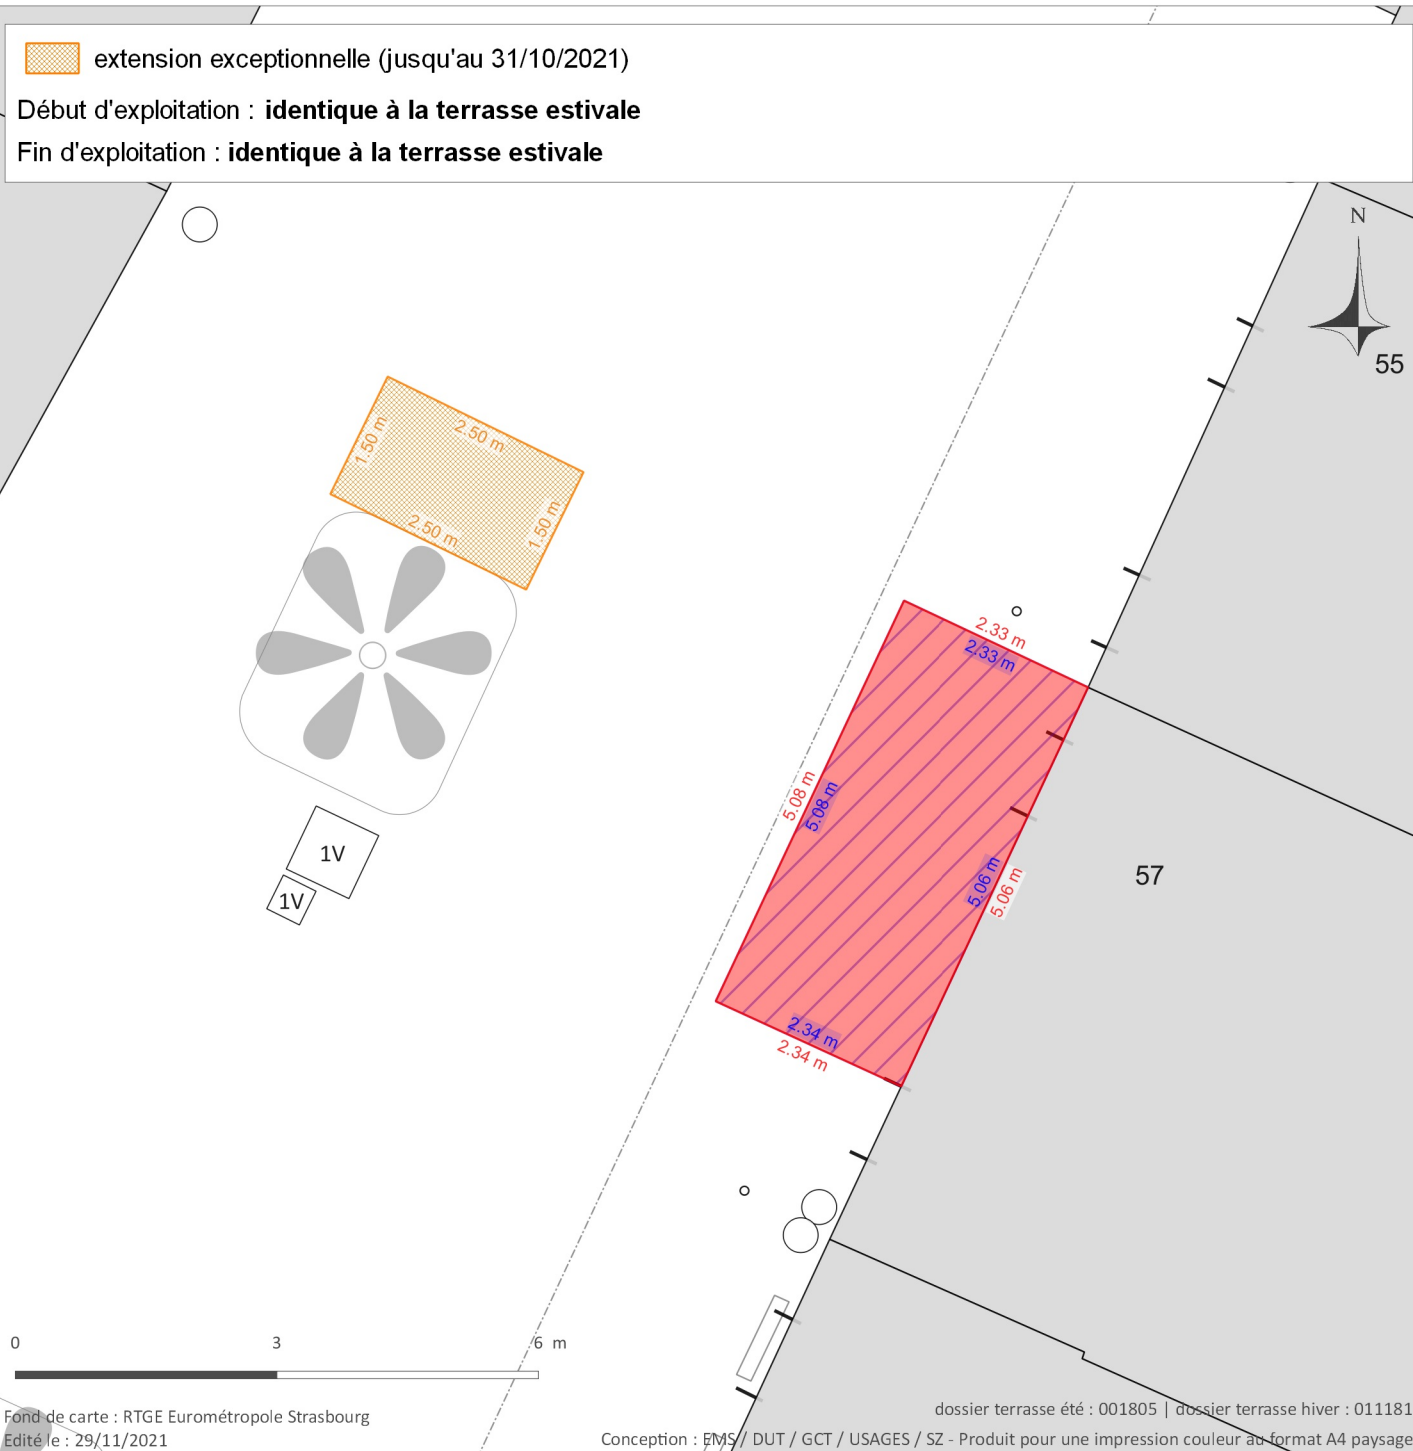 extension exceptionnelle (jusqu'au 31/10/2021)
Début d'exploitation : identique à la terrasse estivale
Fin d'exploitation : identique à la terrasse estivale
N
55
2.50 m
1.50 m
2.50 m
1.50 m
2.33 m
2.33 m
5.08 m
5.08 m
5.06 m
5.06 m
57
1V
1V
2.34 m
2.34 m
0 3 6 m
Fond de carte : RTGE Eurométropole Strasbourg
Edité le : 29/11/2021
dossier terrasse été : 001805 | dossier terrasse hiver : 011181
Conception : EMS / DUT / GCT / USAGES / SZ - Produit pour une impression couleur au format A4 paysage